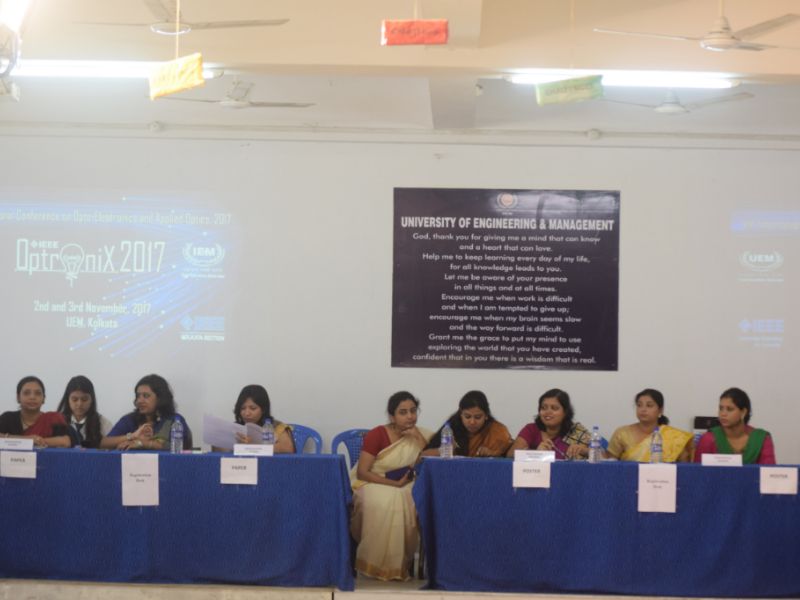 CHALLENGE
onal Conference on Opto-Electronics and Applied Optics, 2017
IEEE
OptroniX 2017
IEM
2nd and 3rd November, 2017
UEM, Kolkata
IEEE
KOLKATA SECTION
UNIVERSITY OF ENGINEERING & MANAGEMENT
God, thank you for giving me a mind that can know
and a heart that can love.
Help me to keep learning every day of my life,
for all knowledge leads to you.
Let me be aware of your presence
in all things and at all times.
Encourage me when work is difficult
and when I am tempted to give up;
encourage me when my brain seems slow
and the way forward is difficult.
Grant me the grace to put my mind to use
exploring the world that you have created,
confident that in you there is a wisdom that is real.
UEM
IEEE
PAPER
Registration
Desk
PAPER
POSTER
Registration
Desk
POSTER